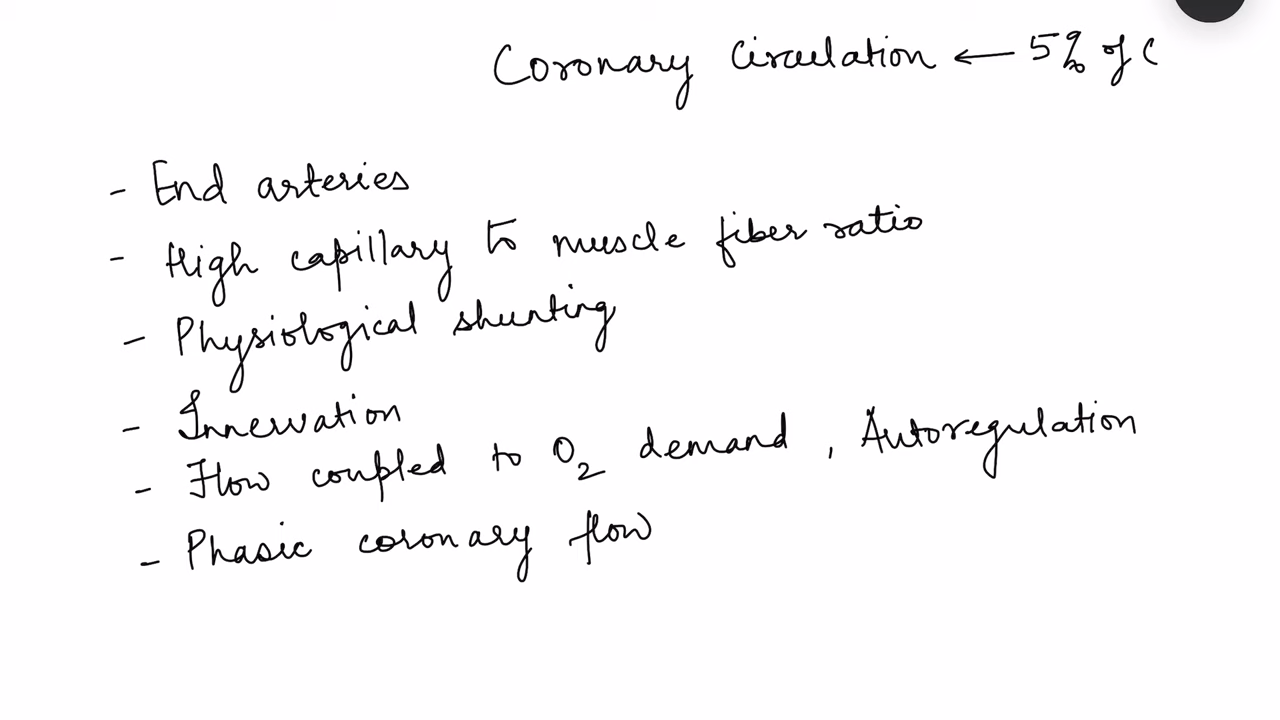 Coronary Circulation ← 5% of C
- End arteries
- High capillary to muscle fiber ratio
- Physiological shunting
- Innervation
- Flow coupled to O2 demand, Autoregulation
- Phasic coronary flow